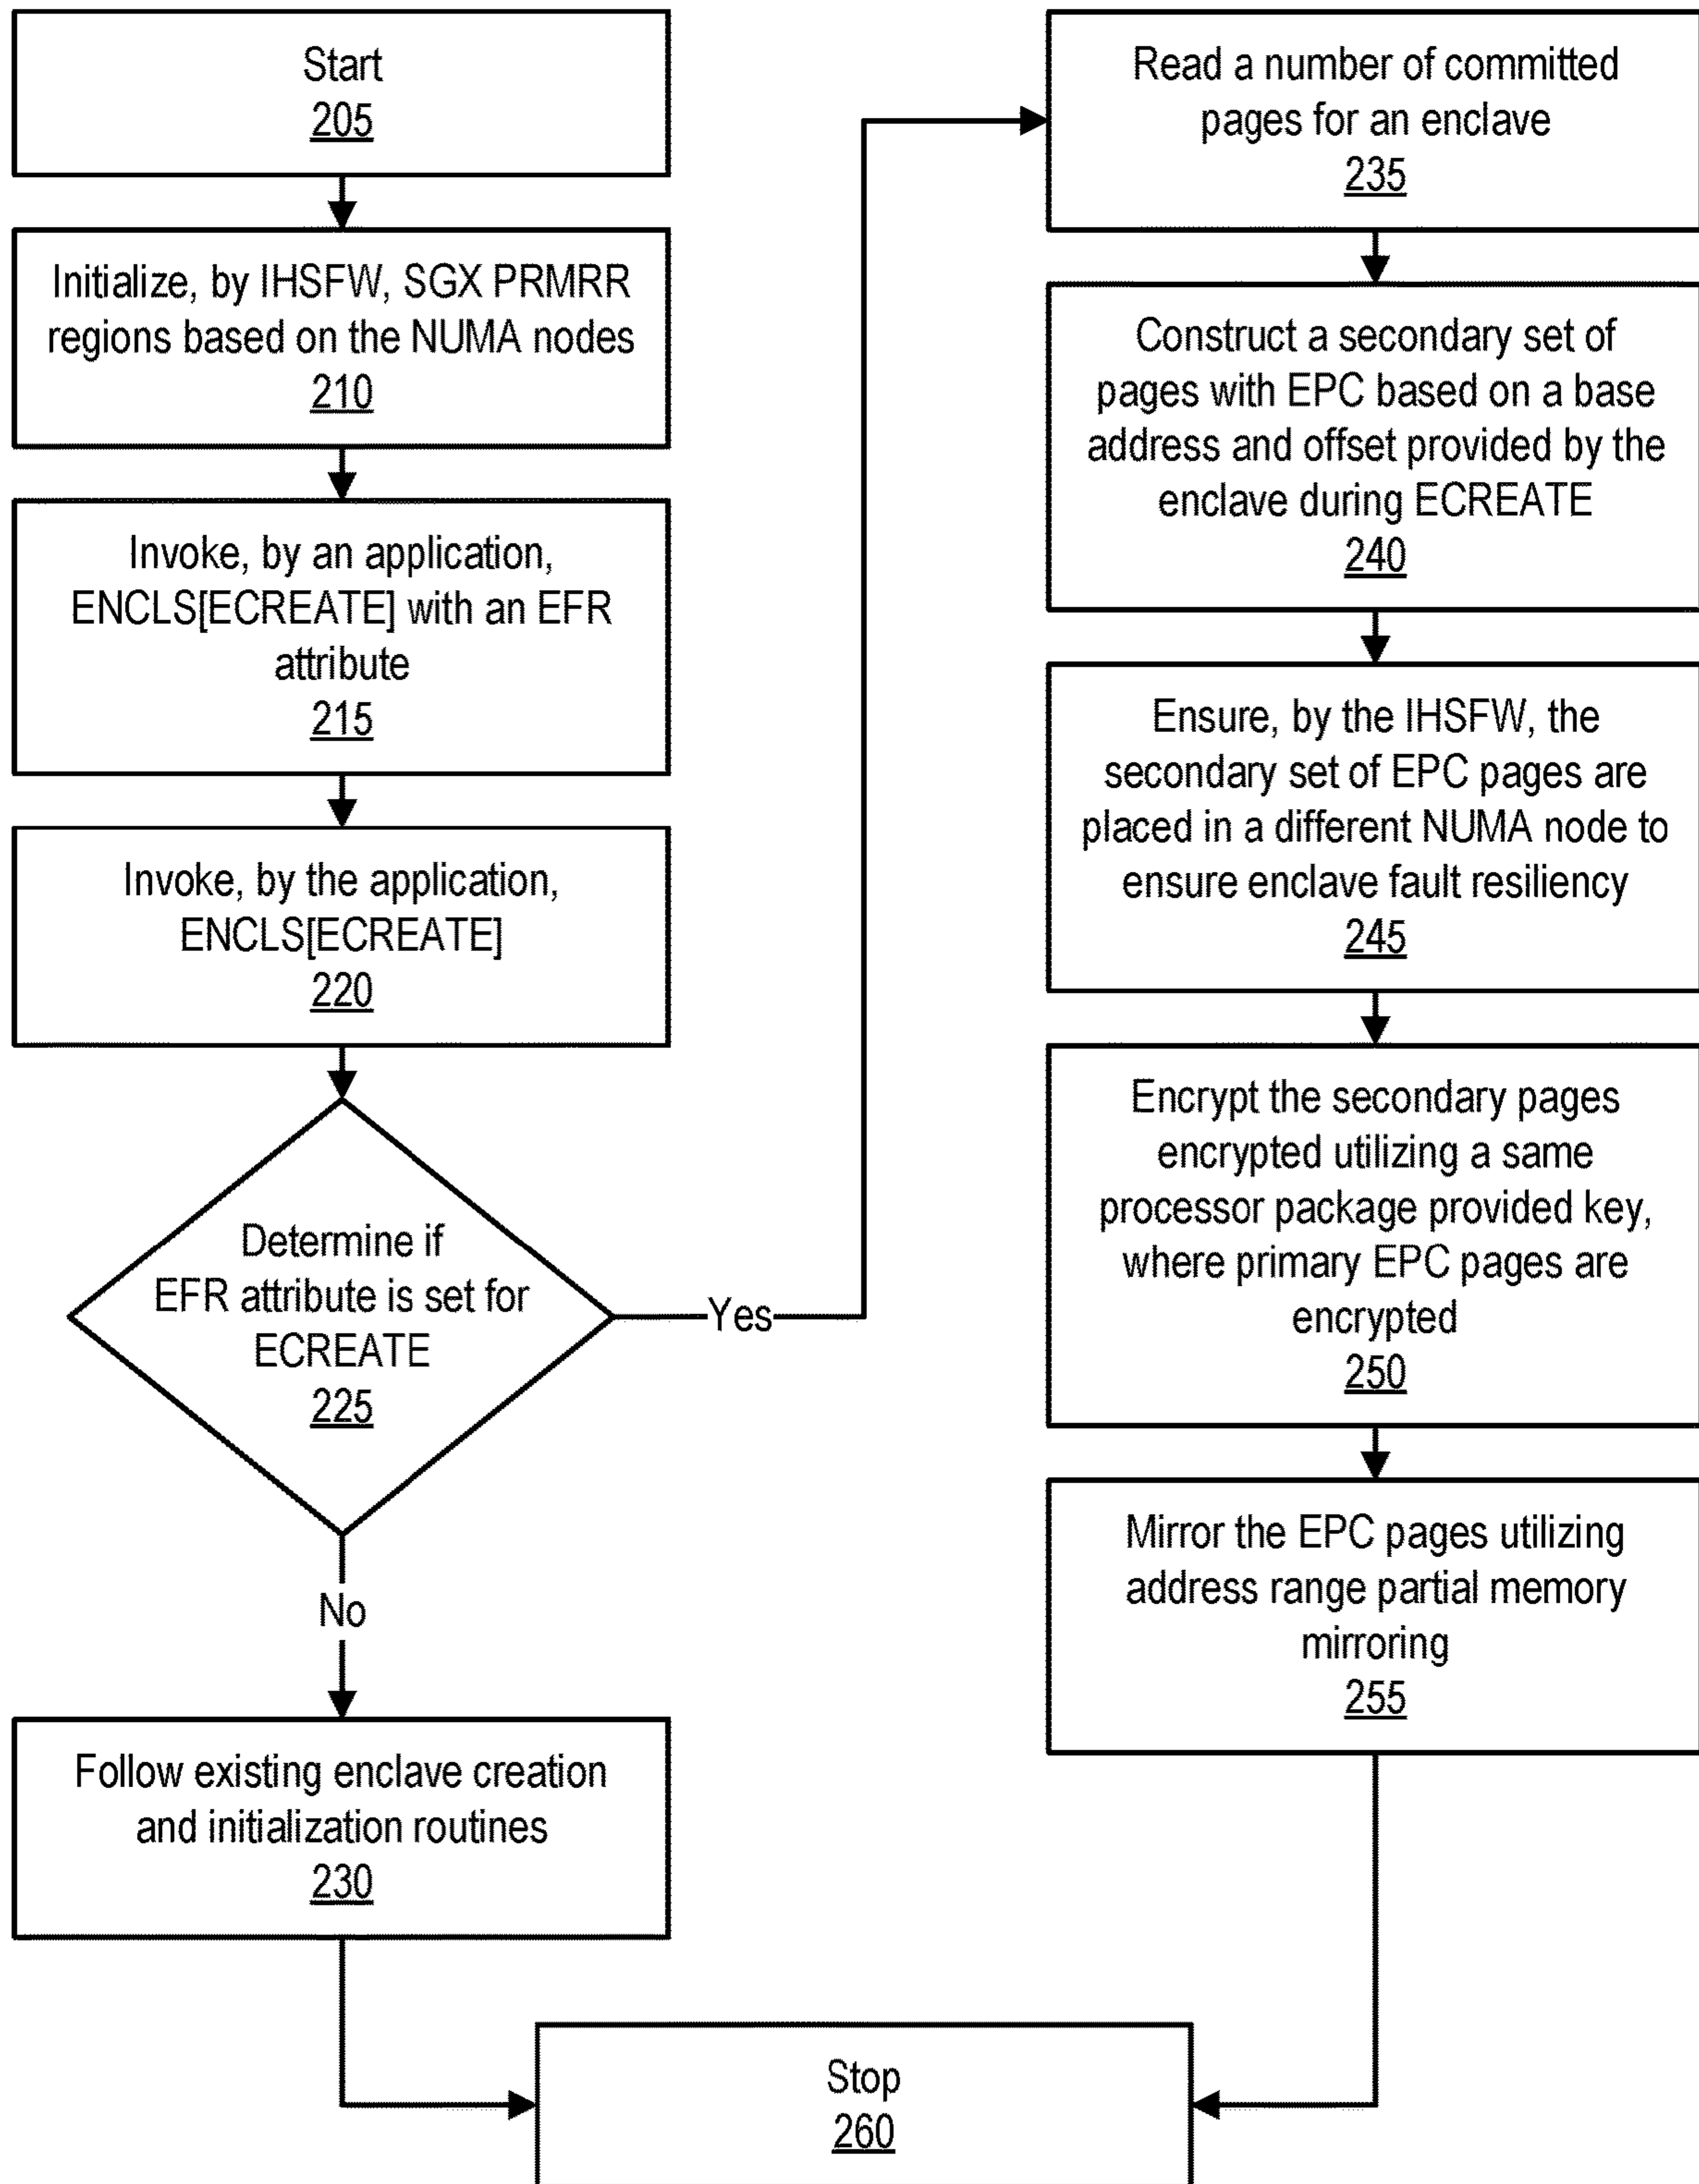 Start
205
Initialize, by IHSFW, SGX PRMRR
regions based on the NUMA nodes
210
Invoke, by an application,
ENCLS[ECREATE] with an EFR
attribute
215
Invoke, by the application,
ENCLS[ECREATE]
220
Determine if
EFR attribute is set for
ECREATE
225
Yes
No
Follow existing enclave creation
and initialization routines
230
Read a number of committed
pages for an enclave
235
Construct a secondary set of
pages with EPC based on a base
address and offset provided by the
enclave during ECREATE
240
Ensure, by the IHSFW, the
secondary set of EPC pages are
placed in a different NUMA node to
ensure enclave fault resiliency
245
Encrypt the secondary pages
encrypted utilizing a same
processor package provided key,
where primary EPC pages are
encrypted
250
Mirror the EPC pages utilizing
address range partial memory
mirroring
255
Stop
260